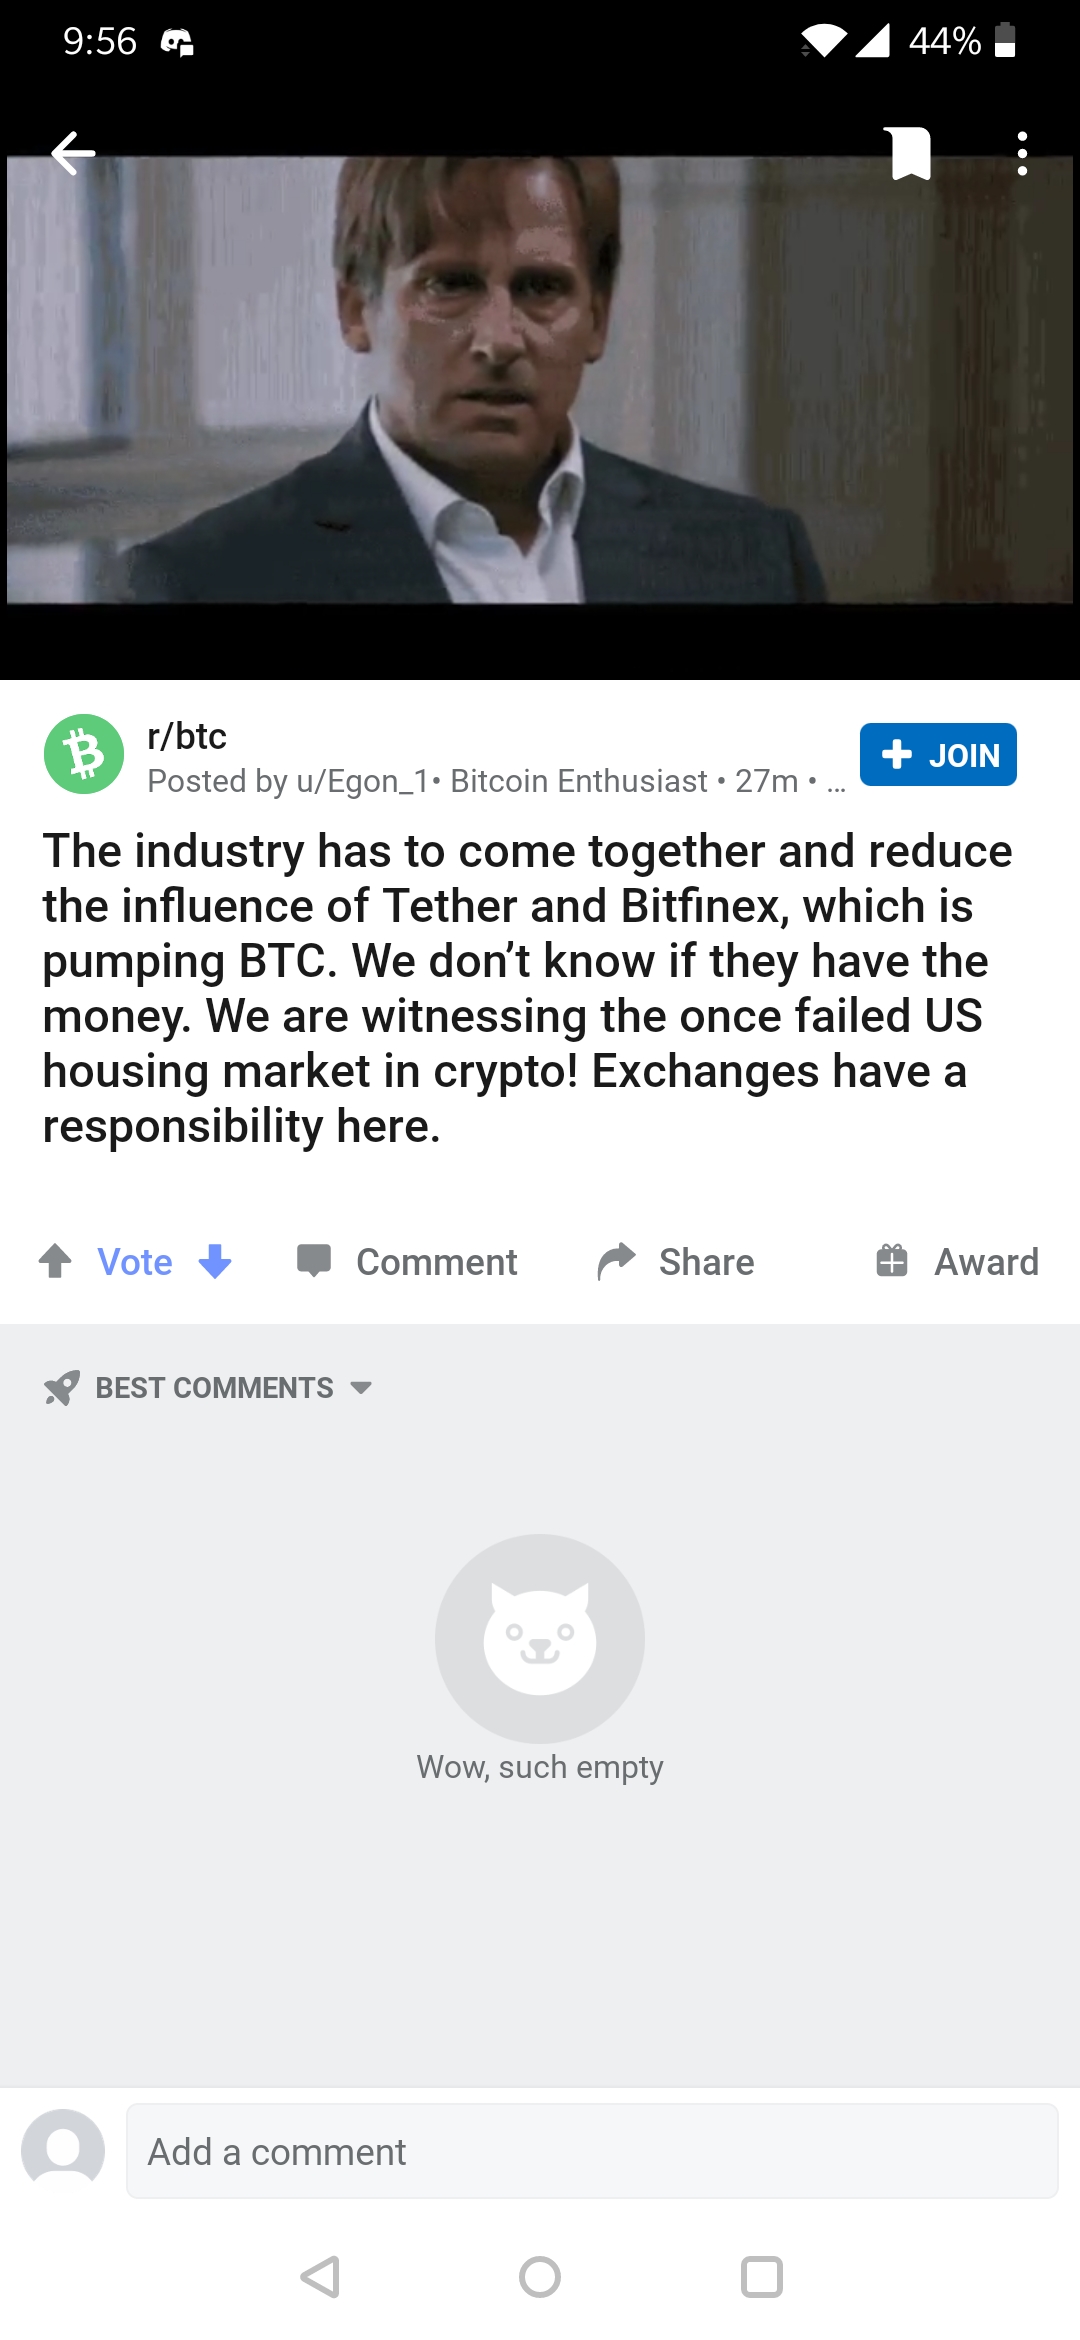 9:56
44%
r/btc
Posted by u/Egon_1• Bitcoin Enthusiast • 27m • …
+ JOIN
The industry has to come together and reduce
the influence of Tether and Bitfinex, which is
pumping BTC. We don’t know if they have the
money. We are witnessing the once failed US
housing market in crypto! Exchanges have a
responsibility here.
Vote
Comment
Share
Award
BEST COMMENTS
Wow, such empty
Add a comment